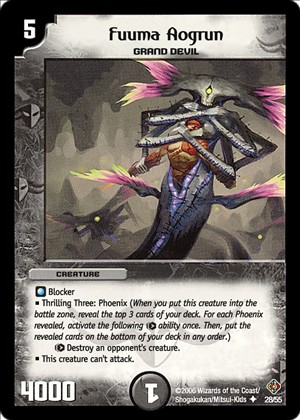 5
Fuuma Aogrun
GRAND DEVIL
CREATURE
Blocker
▪ Thrilling Three: Phoenix (When you put this creature into the
battle zone, reveal the top 3 cards of your deck. For each Phoenix
revealed, activate the following ability once. Then, put the
revealed cards on the bottom of your deck in any order.)
Destroy an opponent's creature.
▪ This creature can't attack.
4000
1
©2006 Wizards of the Coast/
Shogakukan/Mitsui-Kids 28/55